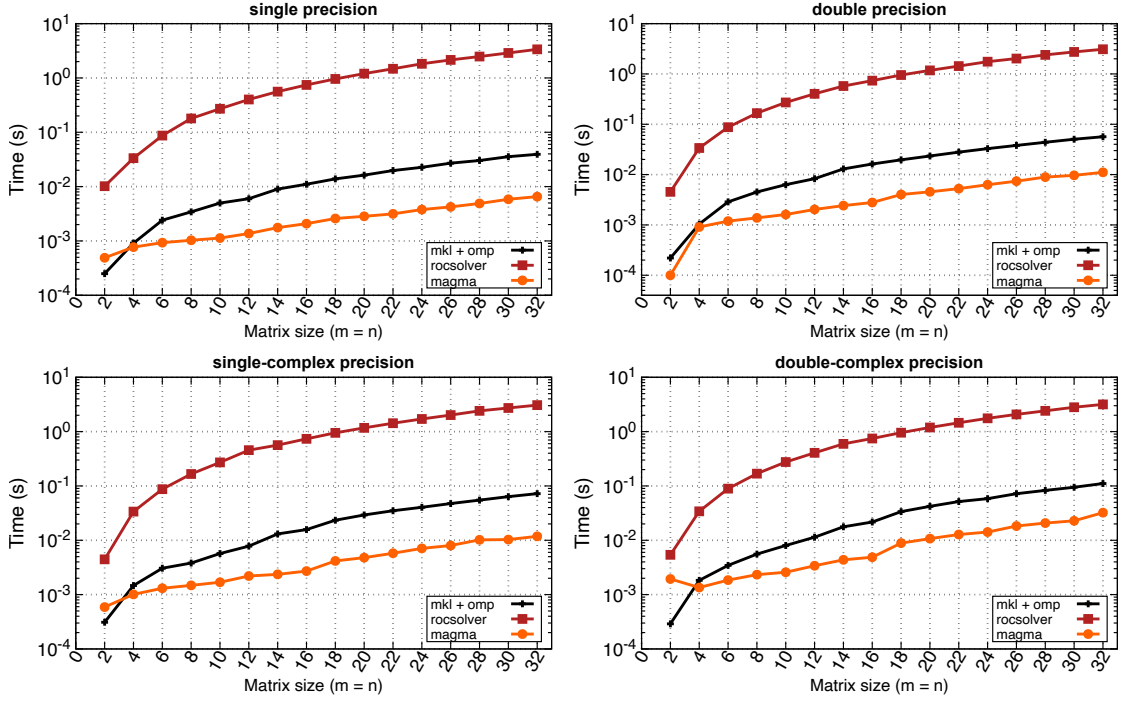 single precision
10^1
10^0
10^-1
10^-2
10^-3
10^-4
Time (s)
0 2 4 6 8 10 12 14 16 18 20 22 24 26 28 30 32
Matrix size (m = n)
mkl + omp
rocsolver
magma
double precision
10^1
10^0
10^-1
10^-2
10^-3
10^-4
Time (s)
0 2 4 6 8 10 12 14 16 18 20 22 24 26 28 30 32
Matrix size (m = n)
mkl + omp
rocsolver
magma
single-complex precision
10^1
10^0
10^-1
10^-2
10^-3
10^-4
Time (s)
0 2 4 6 8 10 12 14 16 18 20 22 24 26 28 30 32
Matrix size (m = n)
mkl + omp
rocsolver
magma
double-complex precision
10^1
10^0
10^-1
10^-2
10^-3
10^-4
Time (s)
0 2 4 6 8 10 12 14 16 18 20 22 24 26 28 30 32
Matrix size (m = n)
mkl + omp
rocsolver
magma